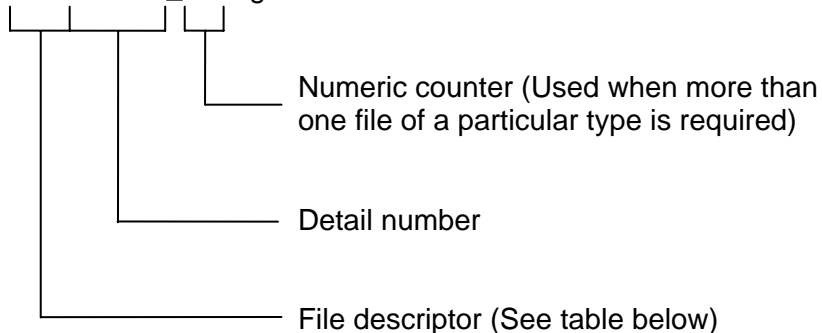 Numeric counter (Used when more than
one file of a particular type is required)
Detail number
File descriptor (See table below)